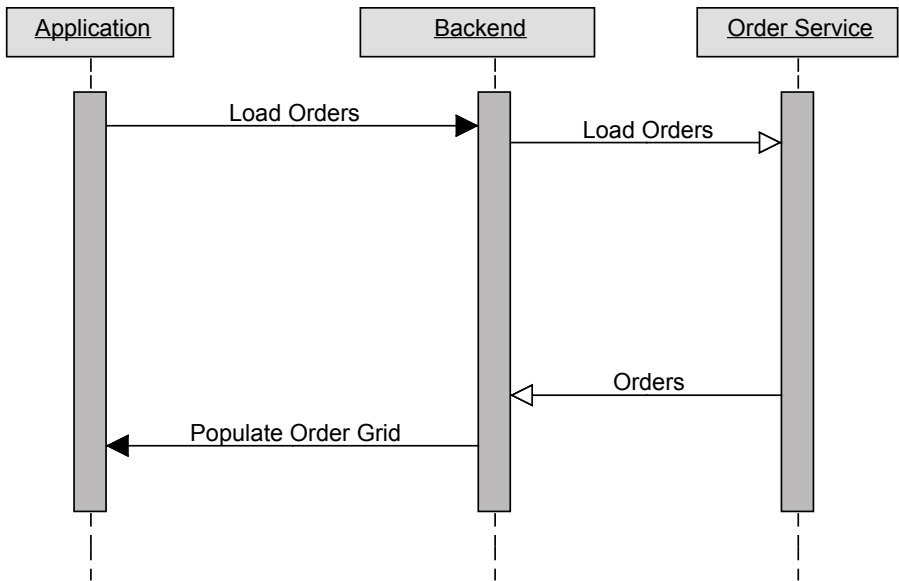 Application
Backend
Order Service
Load Orders
Load Orders
Orders
Populate Order Grid